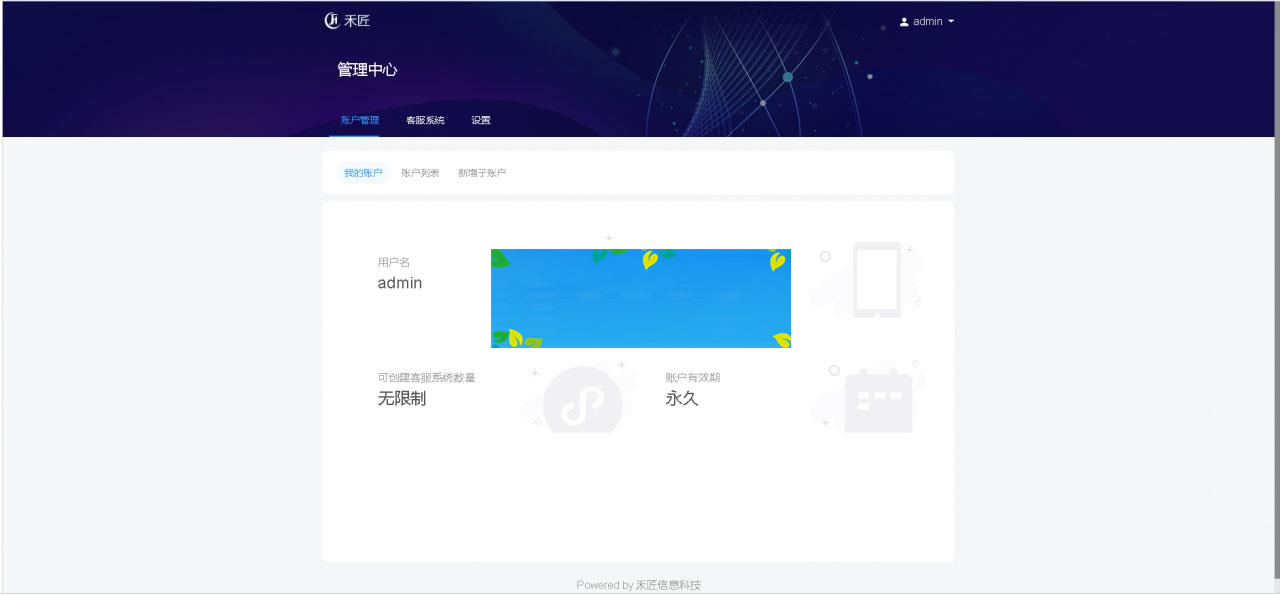 禾匠
admin
管理中心
账户管理 客服系统 设置
我的账户 账户列表 新增子账户
用户名
admin
可创建客服系统数量
无限制
账户有效期
永久
Powered by 禾匠信息科技